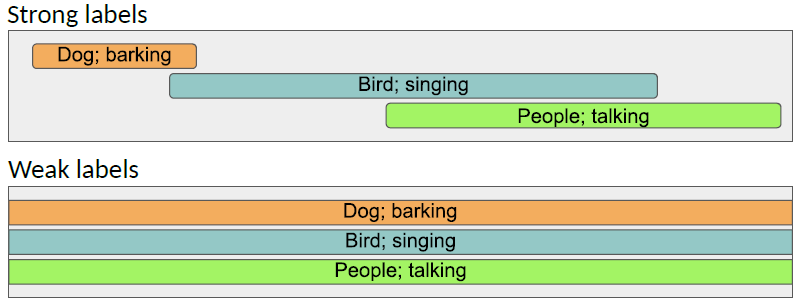 Strong labels
Dog; barking
Bird; singing
People; talking
Weak labels
Dog; barking
Bird; singing
People; talking